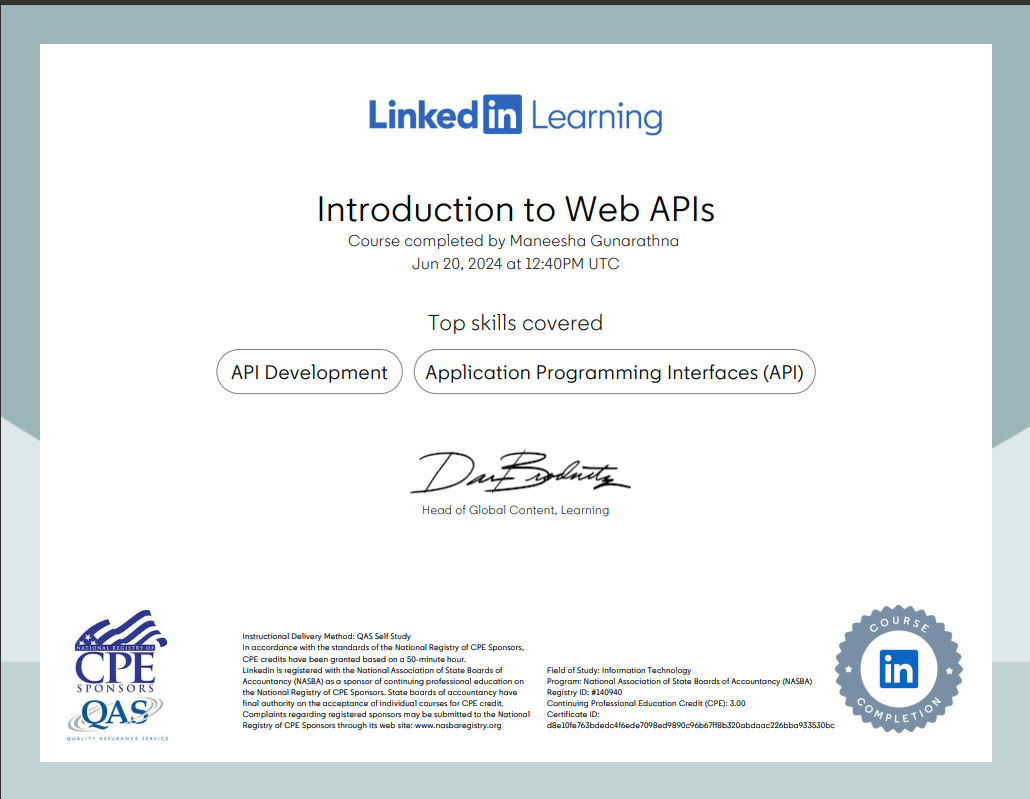 LinkedIn Learning
Introduction to Web APIs
Course completed by Maneesha Gunarathna
Jun 20, 2024 at 12:40PM UTC
Top skills covered
API Development
Application Programming Interfaces (API)
Head of Global Content, Learning
NATIONAL REGISTRY OF
CPE
SPONSORS
QAS
QUALITY ASSURANCE SERVICE
Instructional Delivery Method: QAS Self Study
In accordance with the standards of the National Registry of CPE Sponsors,
CPE credits have been granted based on a 50-minute hour.
LinkedIn is registered with the National Association of State Boards of
Accountancy (NASBA) as a sponsor of continuing professional education on
the National Registry of CPE Sponsors. State boards of accountancy have
final authority on the acceptance of individual courses for CPE credit.
Complaints regarding registered sponsors may be submitted to the National
Registry of CPE Sponsors through its web site: www.nasbaregistry.org
Field of Study: Information Technology
Program: National Association of State Boards of Accountancy (NASBA)
Registry ID: #140940
Continuing Professional Education Credit (CPE): 3.00
Certificate ID:
d8e10fe763bdedc4f6ede7098ed9890c96b67ff8b320abdaac226bba933530bc
COURSE
in
COMPLETION